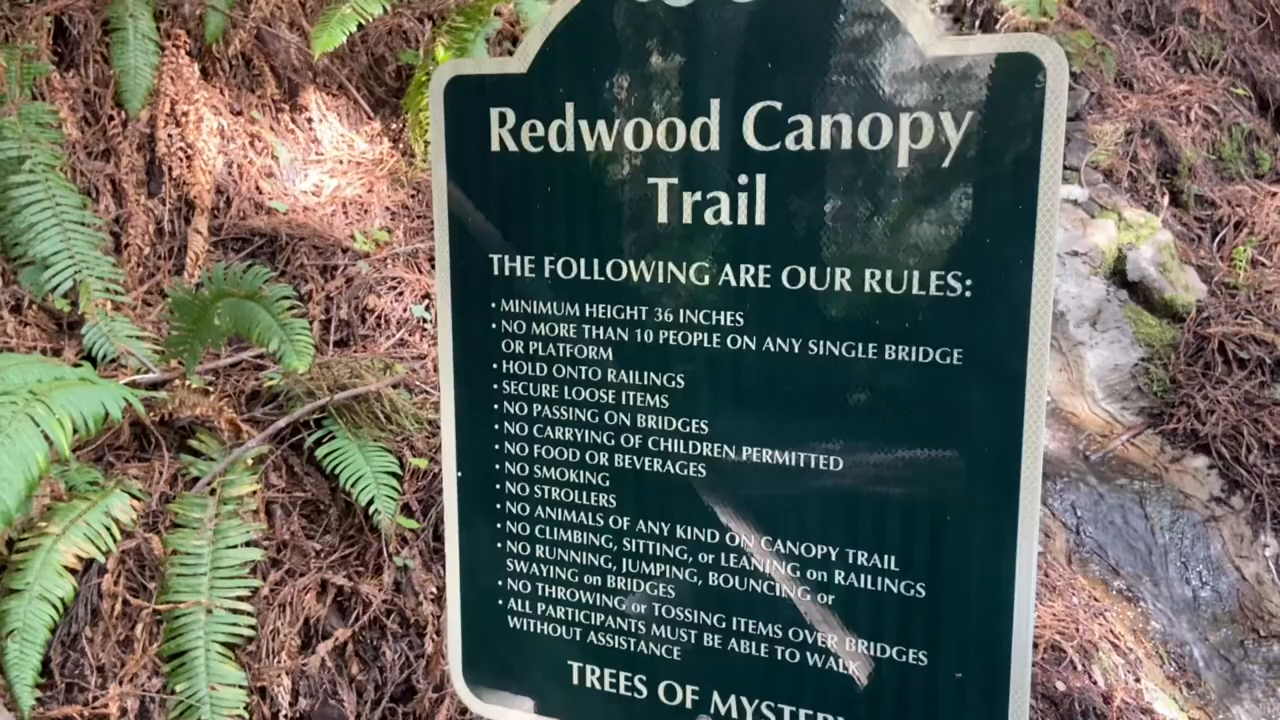 Redwood Canopy
Trail
THE FOLLOWING ARE OUR RULES:
• MINIMUM HEIGHT 36 INCHES
• NO MORE THAN 10 PEOPLE ON ANY SINGLE BRIDGE
OR PLATFORM
• HOLD ONTO RAILINGS
• SECURE LOOSE ITEMS
• NO PASSING ON BRIDGES
• NO CARRYING OF CHILDREN PERMITTED
• NO FOOD OR BEVERAGES
• NO SMOKING
• NO STROLLERS
• NO ANIMALS OF ANY KIND ON CANOPY TRAIL
• NO CLIMBING, SITTING, or LEANING on RAILINGS
• NO RUNNING, JUMPING, BOUNCING or
SWAYING on BRIDGES
• NO THROWING or TOSSING ITEMS OVER BRIDGES
• ALL PARTICIPANTS MUST BE ABLE TO WALK
WITHOUT ASSISTANCE
TREES OF MYSTERY